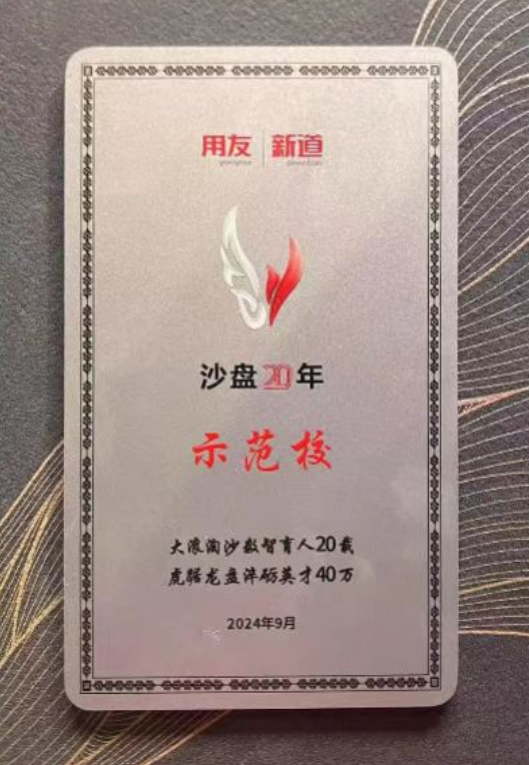 用友 新道
沙盘20年
示范校
大浪淘沙数智育人20载
虎踞龙盘淬砺英才40万
2024年9月